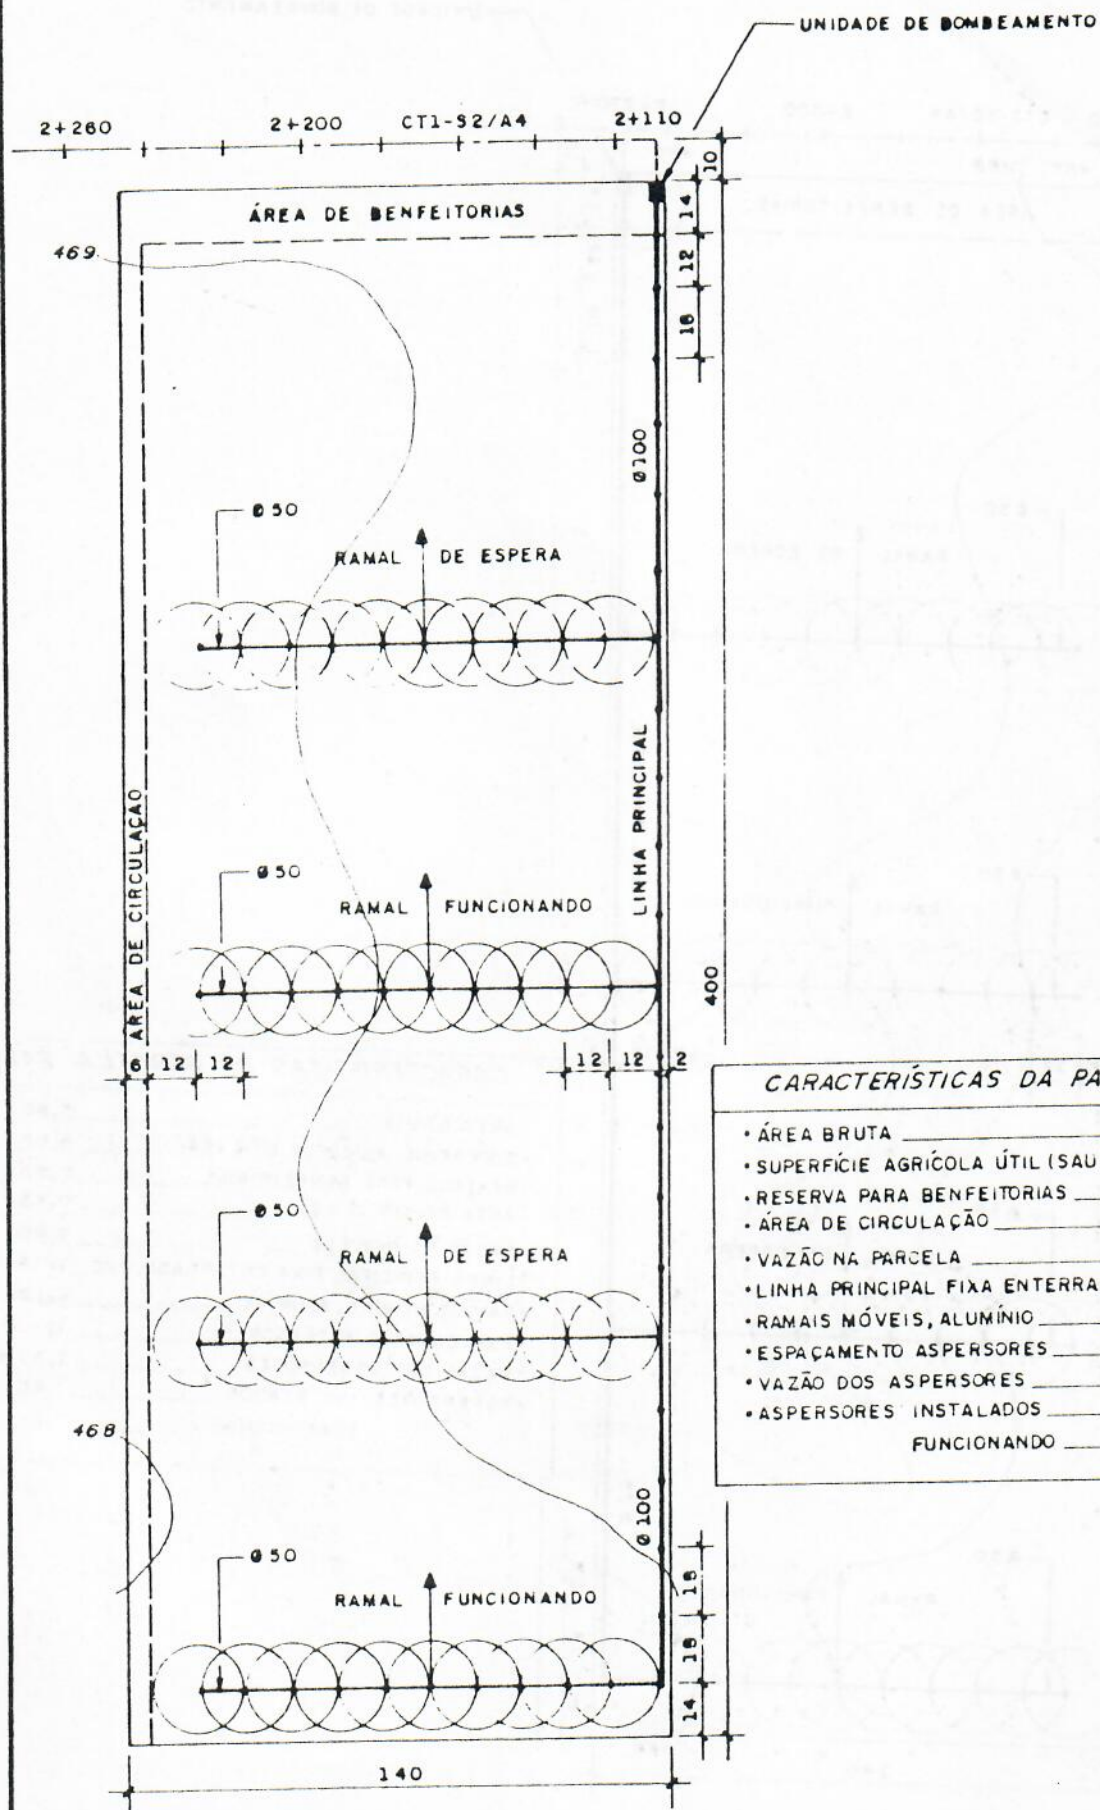 UNIDADE DE BOMBEAMENTO
2+260
2+200
CT1-S2/A4
2+110
10
ÁREA DE BENFEITORIAS
14
469
12
18
Ø100
Ø50
RAMAL DE ESPERA
LINHA PRINCIPAL
ÁREA DE CIRCULAÇAO
Ø50
RAMAL FUNCIONANDO
400
6
12
12
12
12
2
CARACTERÍSTICAS DA PA
• ÁREA BRUTA
• SUPERFÍCIE AGRÍCOLA ÚTIL (SAU
• RESERVA PARA BENFEITORIAS
• ÁREA DE CIRCULAÇÃO
• VAZÃO NA PARCELA
• LINHA PRINCIPAL FIXA ENTERRA
• RAMAIS MÓVEIS, ALUMÍNIO
• ESPAÇAMENTO ASPERSORES
• VAZÃO DOS ASPERSORES
• ASPERSORES INSTALADOS
FUNCIONANDO
Ø50
RAMAL DE ESPERA
468
Ø100
Ø50
RAMAL FUNCIONANDO
18
18
14
140